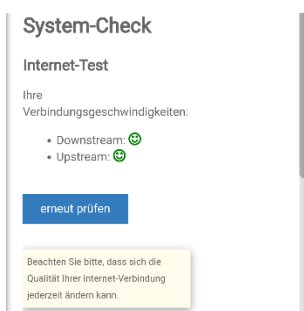 System-Check
Internet-Test
Ihre
Verbindungsgeschwindigkeiten:
• Downstream:
• Upstream:
erneut prüfen
Beachten Sie bitte, dass sich die
Qualität Ihrer Internet-Verbindung
jederzeit ändern kann.